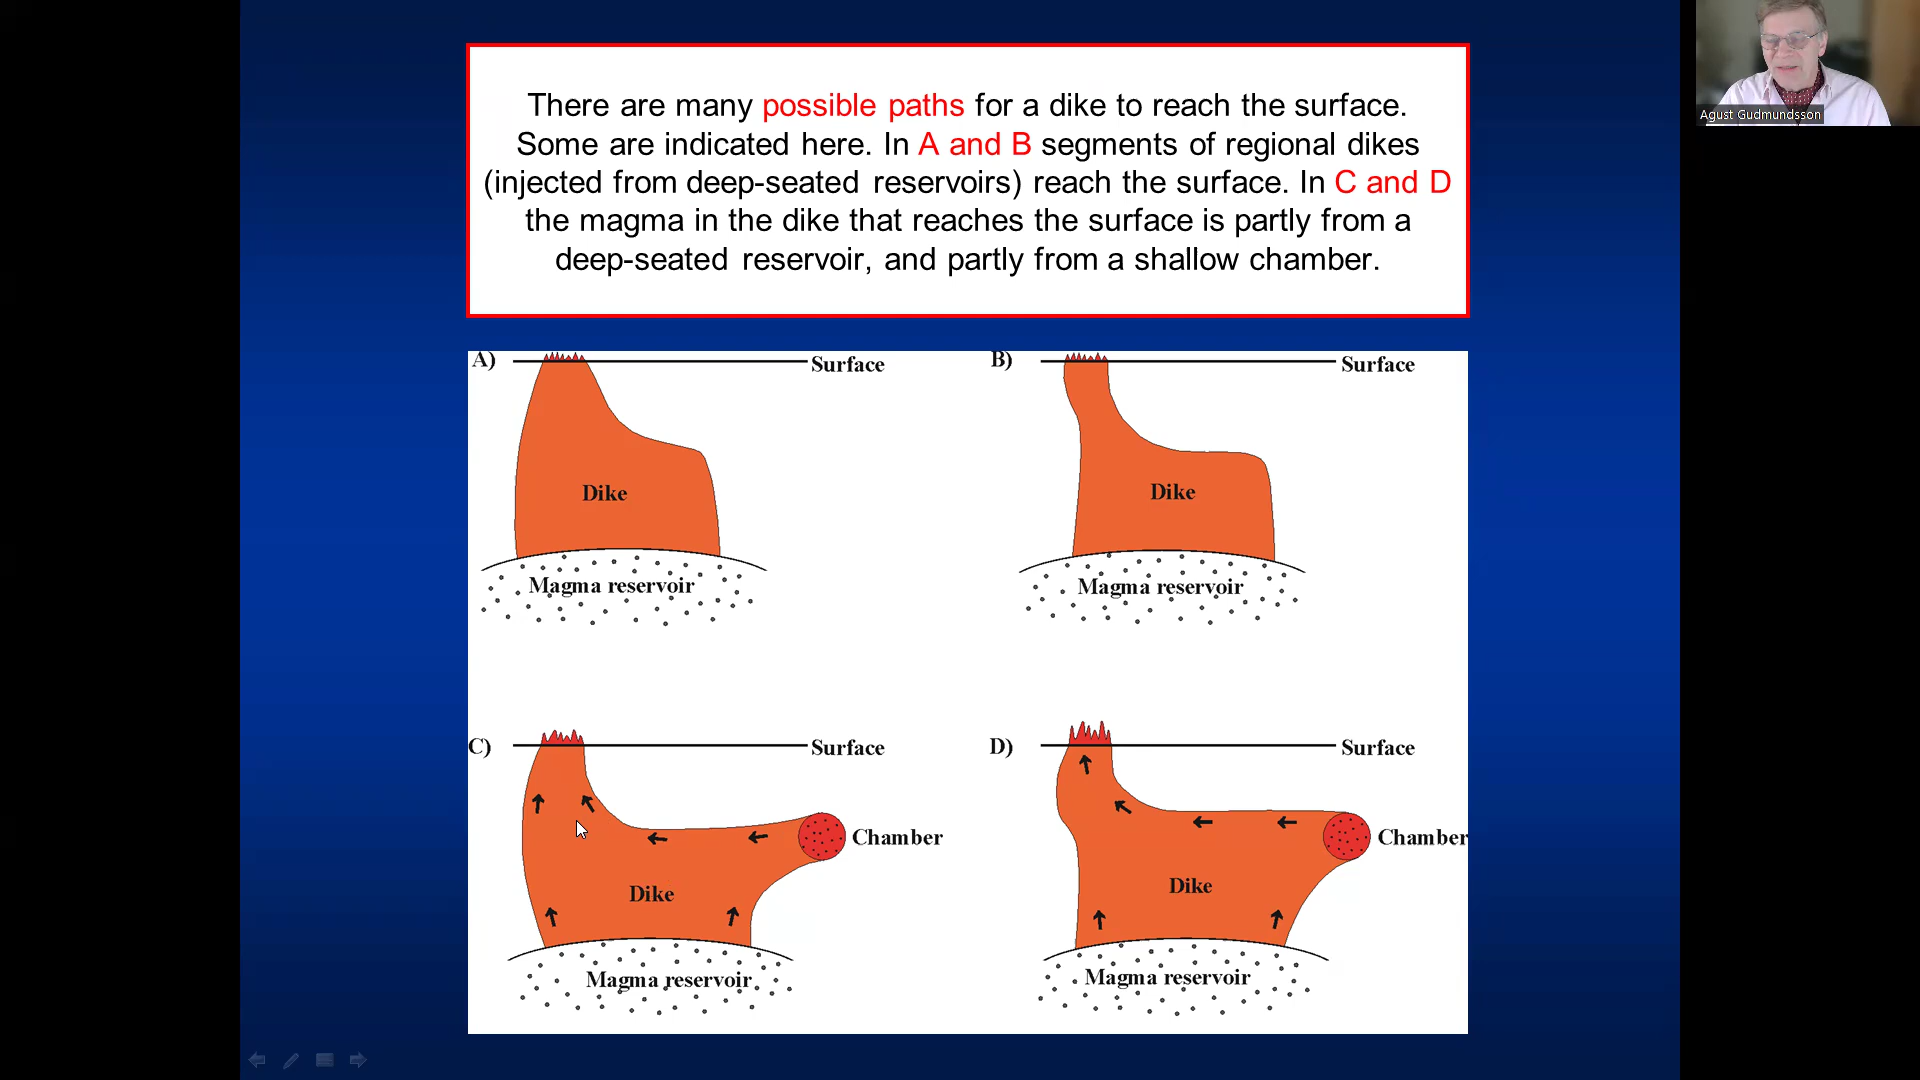 There are many possible paths for a dike to reach the surface.
Some are indicated here. In A and B segments of regional dikes
(injected from deep-seated reservoirs) reach the surface. In C and D
the magma in the dike that reaches the surface is partly from a
deep-seated reservoir, and partly from a shallow chamber.
Agust Gudmundsson
A) Surface
Dike
Magma reservoir
B) Surface
Dike
Magma reservoir
C) Surface
Chamber
Dike
Magma reservoir
D) Surface
Chamber
Dike
Magma reservoir